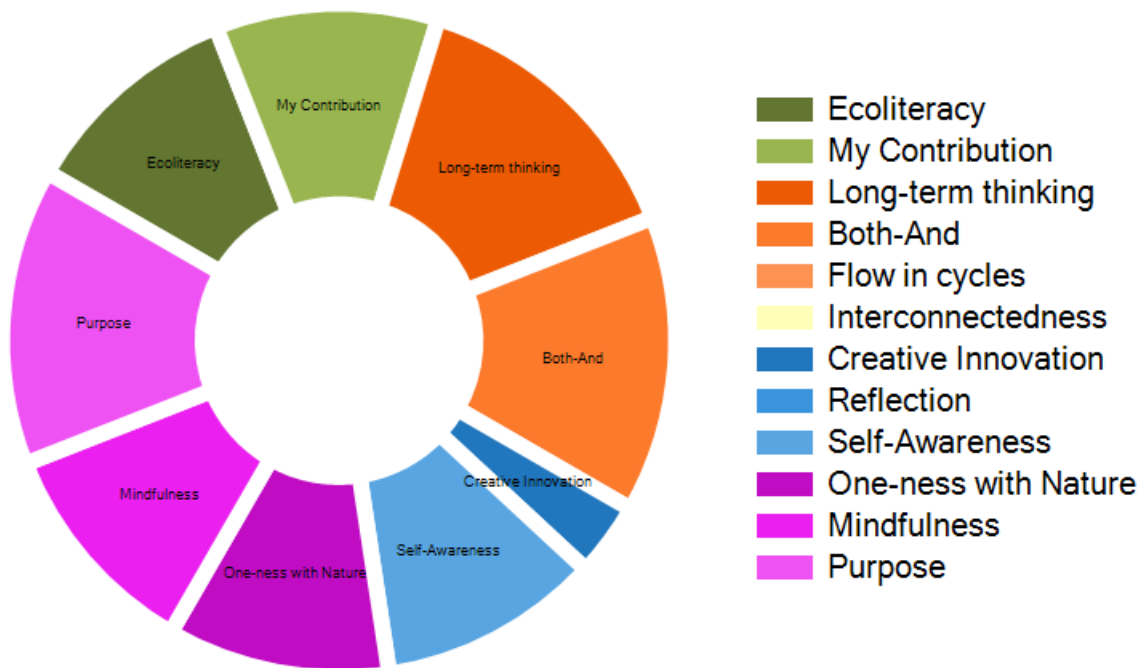 My Contribution
Ecoliteracy
Long-term thinking
Purpose
Both-And
Creative Innovation
Mindfulness
Self-Awareness
One-ness with Nature
Ecoliteracy
My Contribution
Long-term thinking
Both-And
Flow in cycles
Interconnectedness
Creative Innovation
Reflection
Self-Awareness
One-ness with Nature
Mindfulness
Purpose